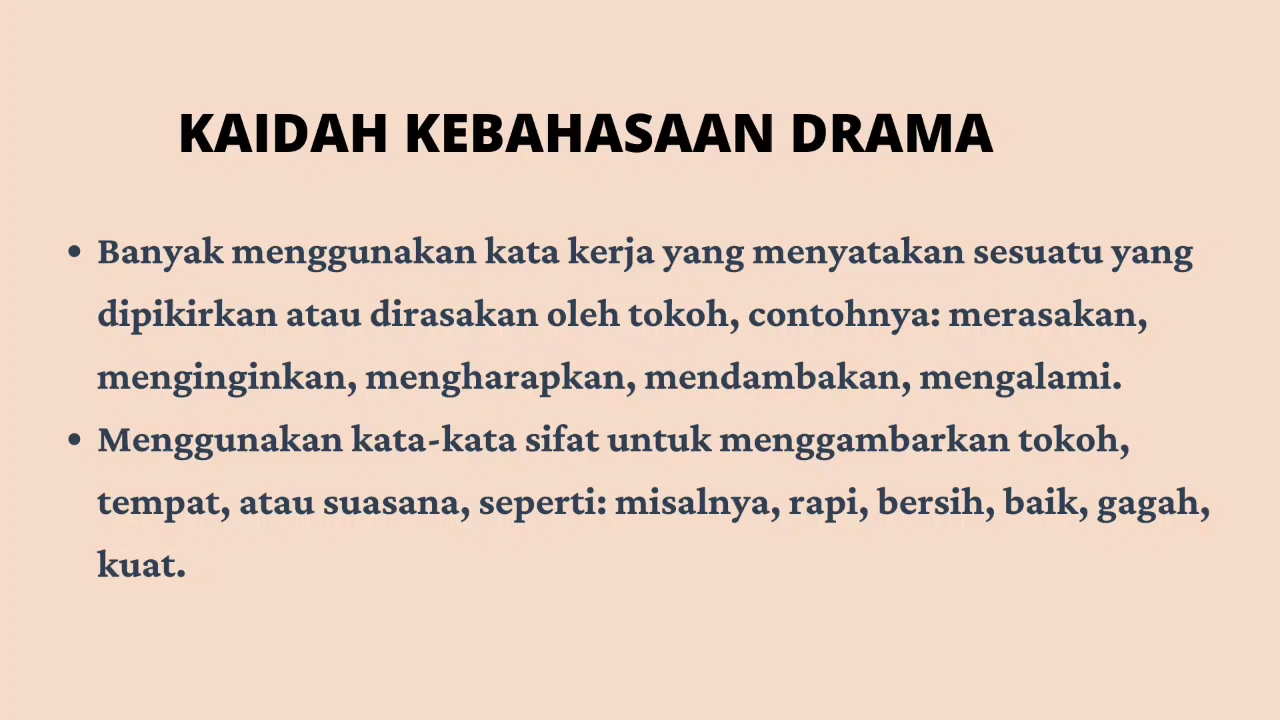 KAIDAH KEBAHASAAN DRAMA
• Banyak menggunakan kata kerja yang menyatakan sesuatu yang
dipikirkan atau dirasakan oleh tokoh, contohnya: merasakan,
menginginkan, mengharapkan, mendambakan, mengalami.
• Menggunakan kata-kata sifat untuk menggambarkan tokoh,
tempat, atau suasana, seperti: misalnya, rapi, bersih, baik, gagah,
kuat.